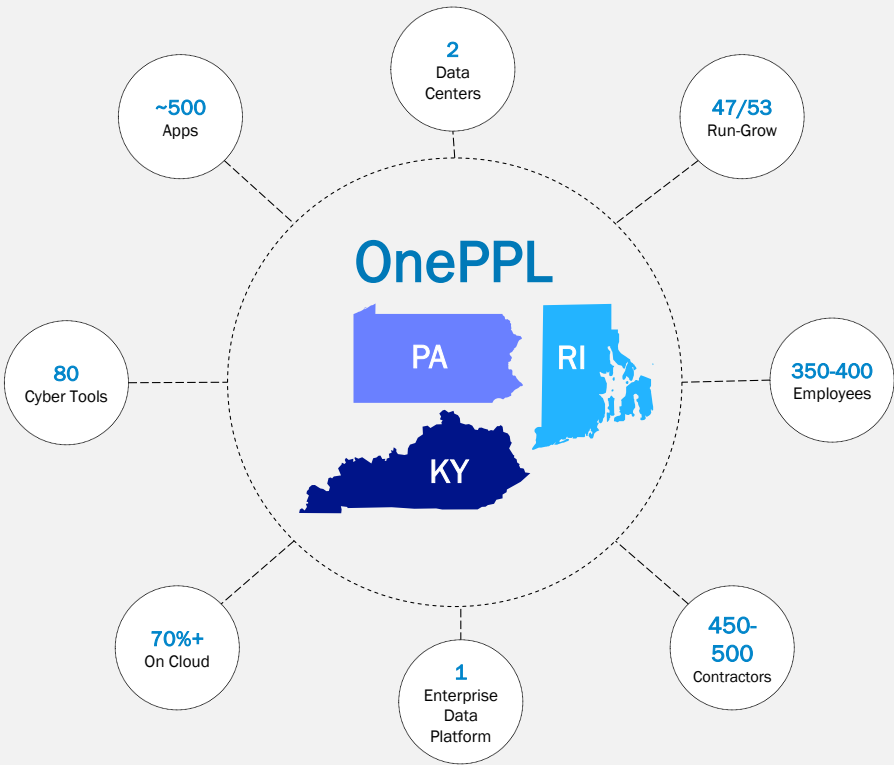 2
Data
Centers
~500
Apps
47/53
Run-Grow
OnePPL
PA
RI
KY
80
Cyber Tools
350-400
Employees
70%+
On Cloud
450-
500
Contractors
1
Enterprise
Data
Platform